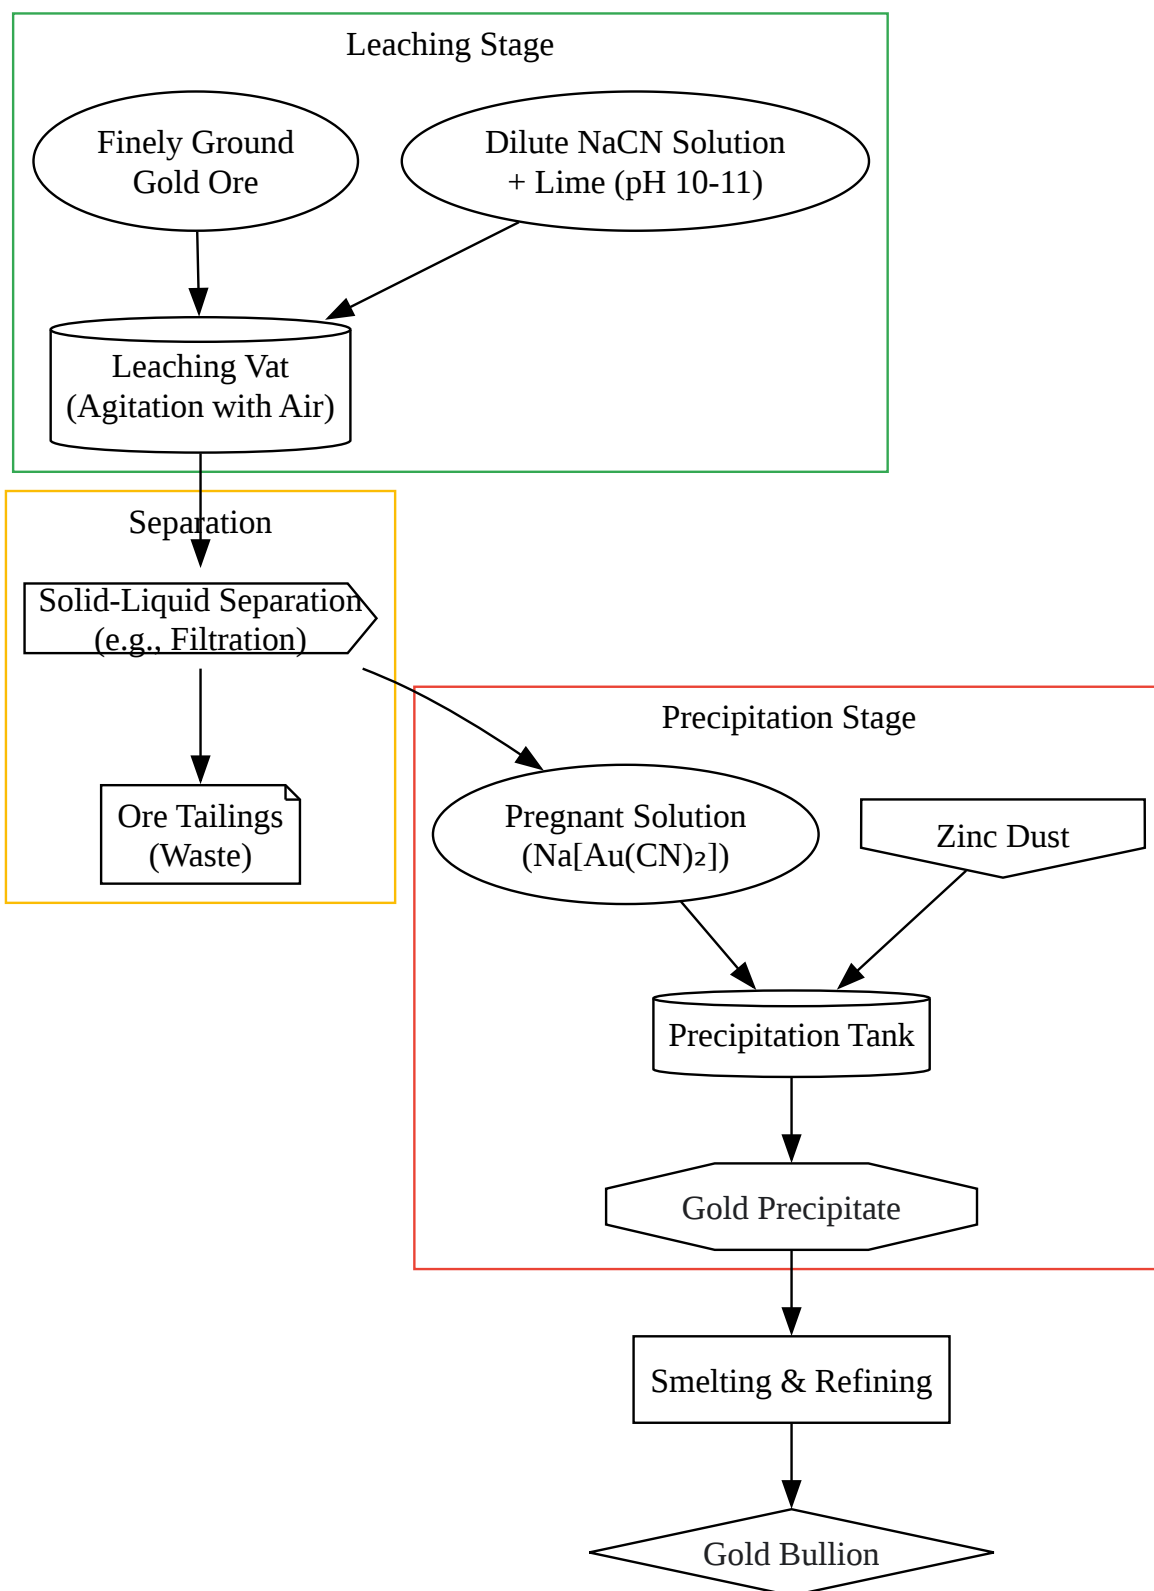 Leaching Stage
Finely Ground
Gold Ore
Dilute NaCN Solution
+ Lime (pH 10-11)
Leaching Vat
(Agitation with Air)
Separation
Solid-Liquid Separation
(e.g., Filtration)
Ore Tailings
(Waste)
Precipitation Stage
Pregnant Solution
(Na[Au(CN)₂])
Zinc Dust
Precipitation Tank
Gold Precipitate
Smelting & Refining
Gold Bullion